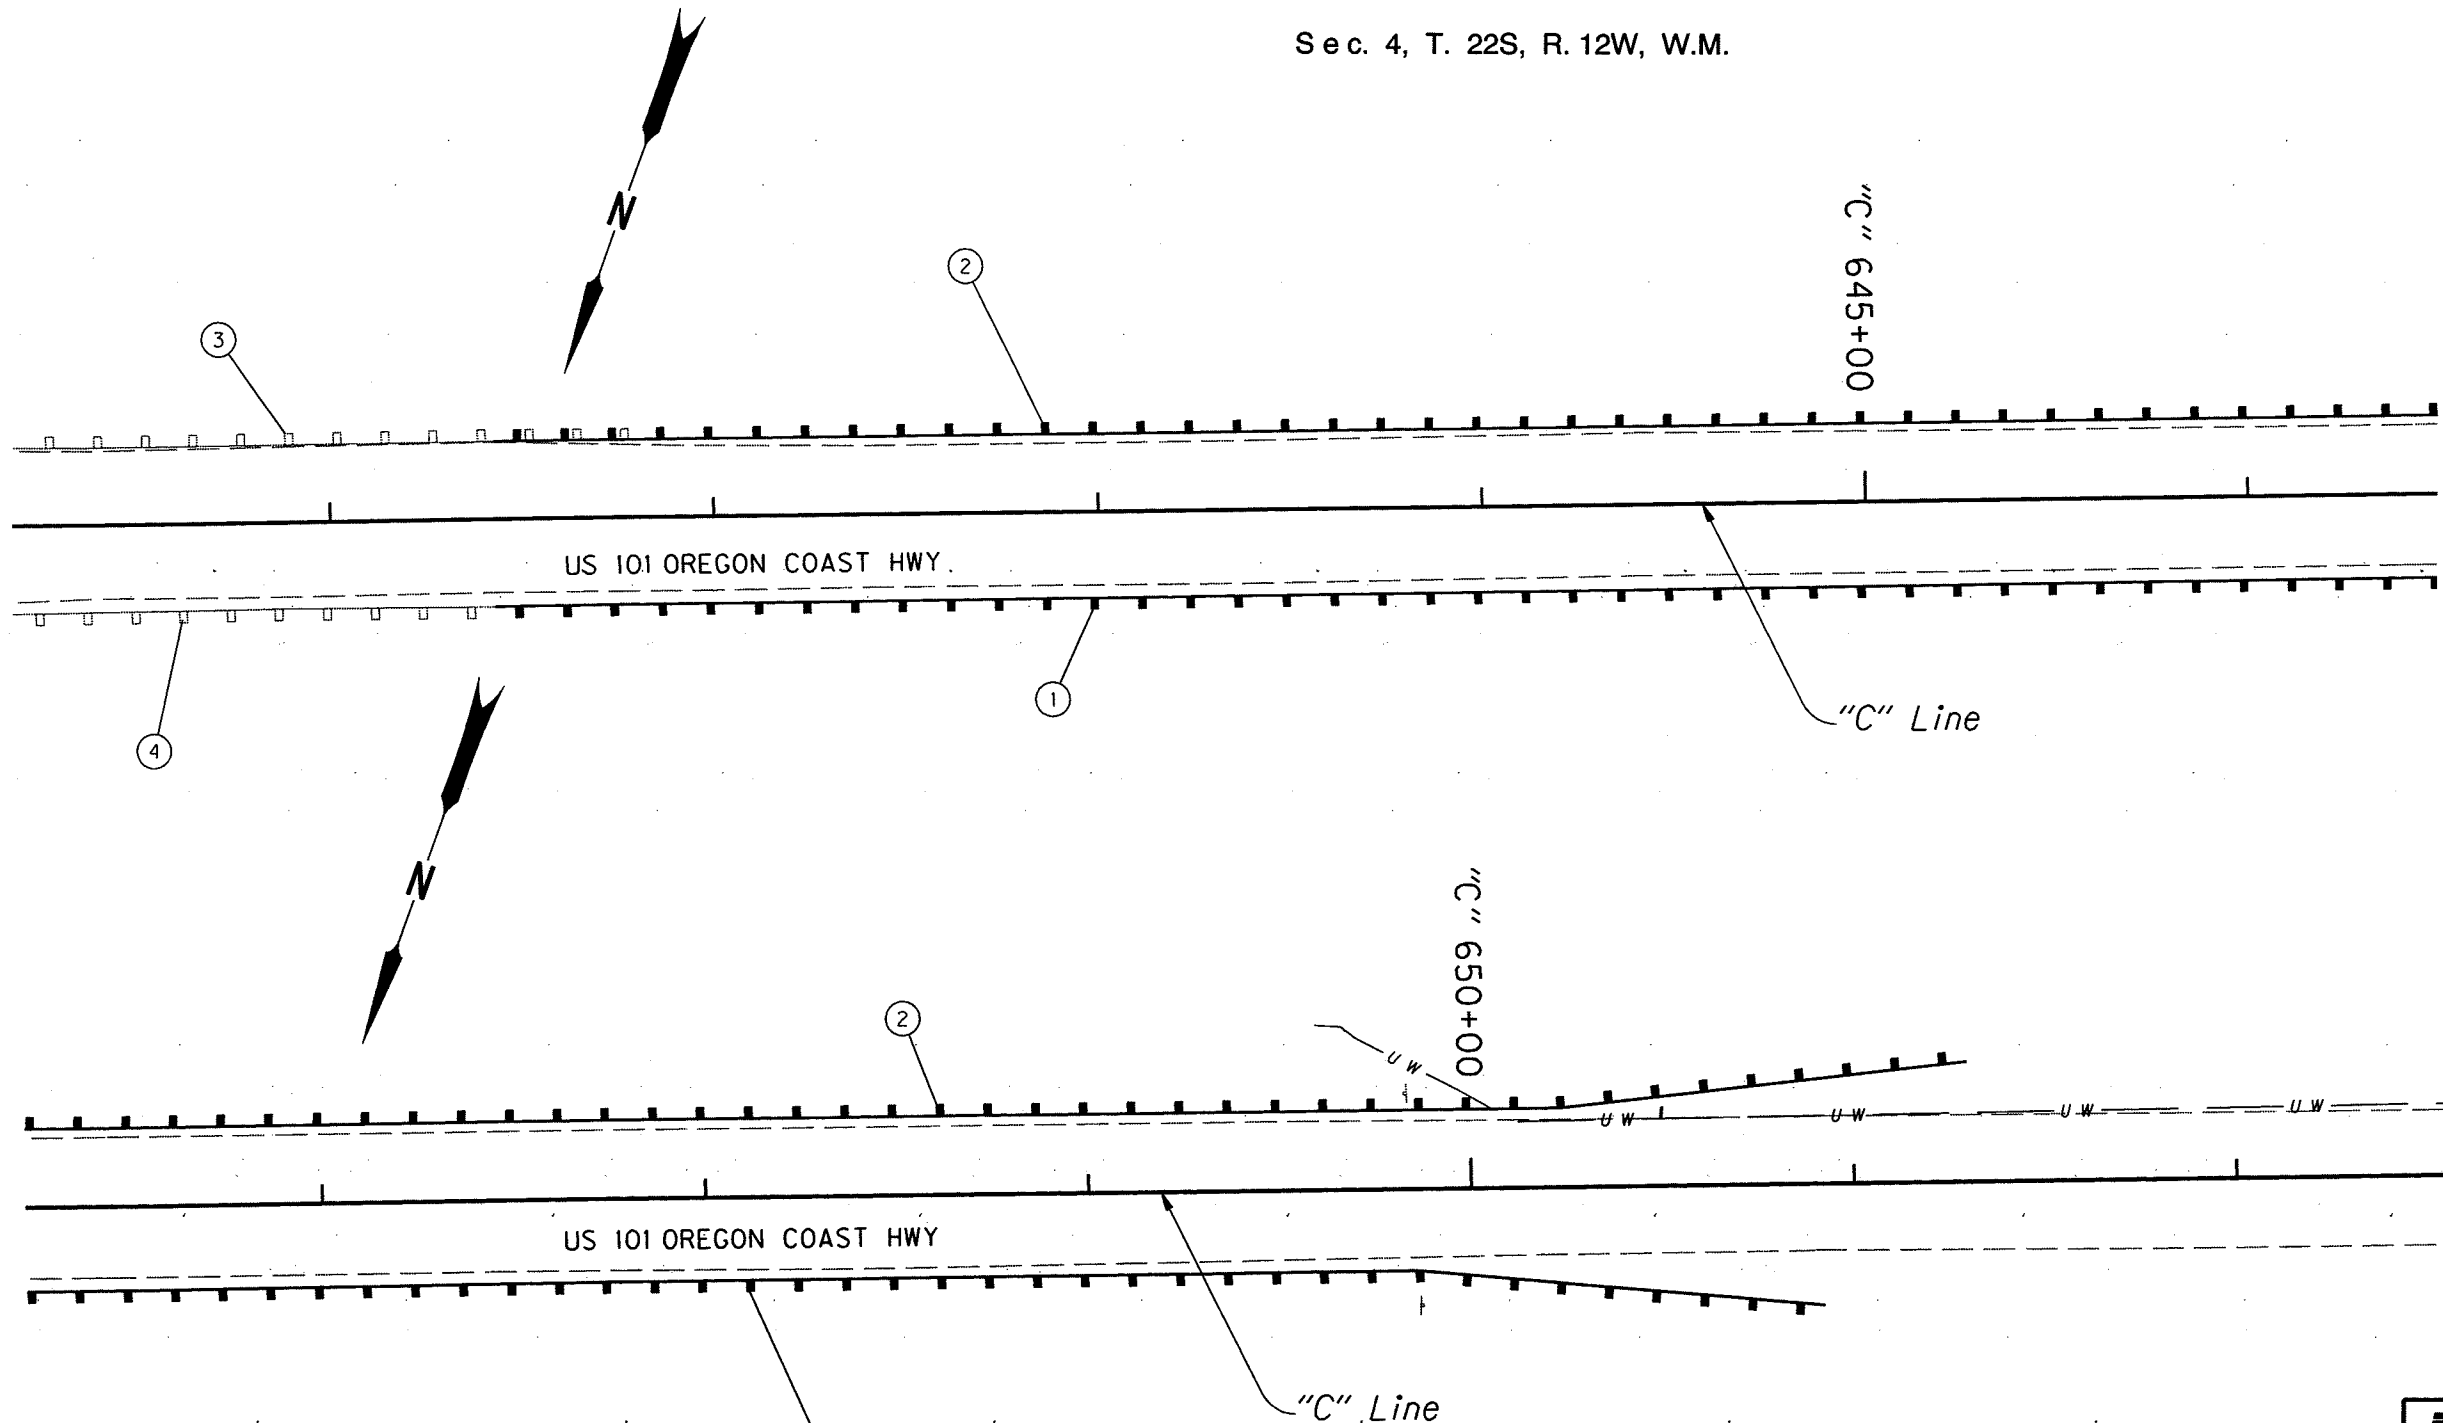 Sec. 4, T. 22S, R. 12W, W.M.
N
"C" 645+00
2
3
US 101 OREGON COAST HWY.
1
"C" Line
4
N
"C" 650+00
2
U W
U W
U W
U W
U W
US 101 OREGON COAST HWY
"C" Line